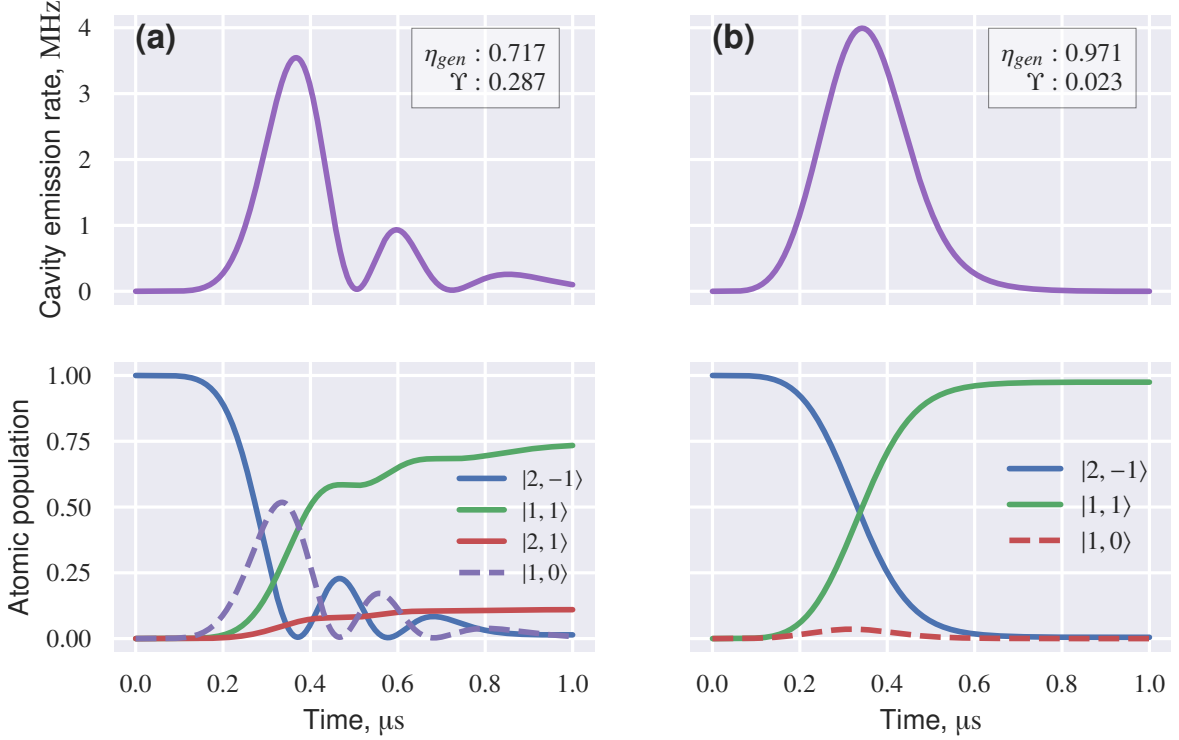 (a)
η_gen : 0.717
ϒ : 0.287
Cavity emission rate, MHz
4
3
2
1
0
(b)
η_gen : 0.971
ϒ : 0.023
Atomic population
1.00
0.75
0.50
0.25
0.00
|2, −1⟩
|1, 1⟩
|2, 1⟩
|1, 0⟩
0.0 0.2 0.4 0.6 0.8 1.0
Time, μs
|2, −1⟩
|1, 1⟩
|1, 0⟩
0.0 0.2 0.4 0.6 0.8 1.0
Time, μs